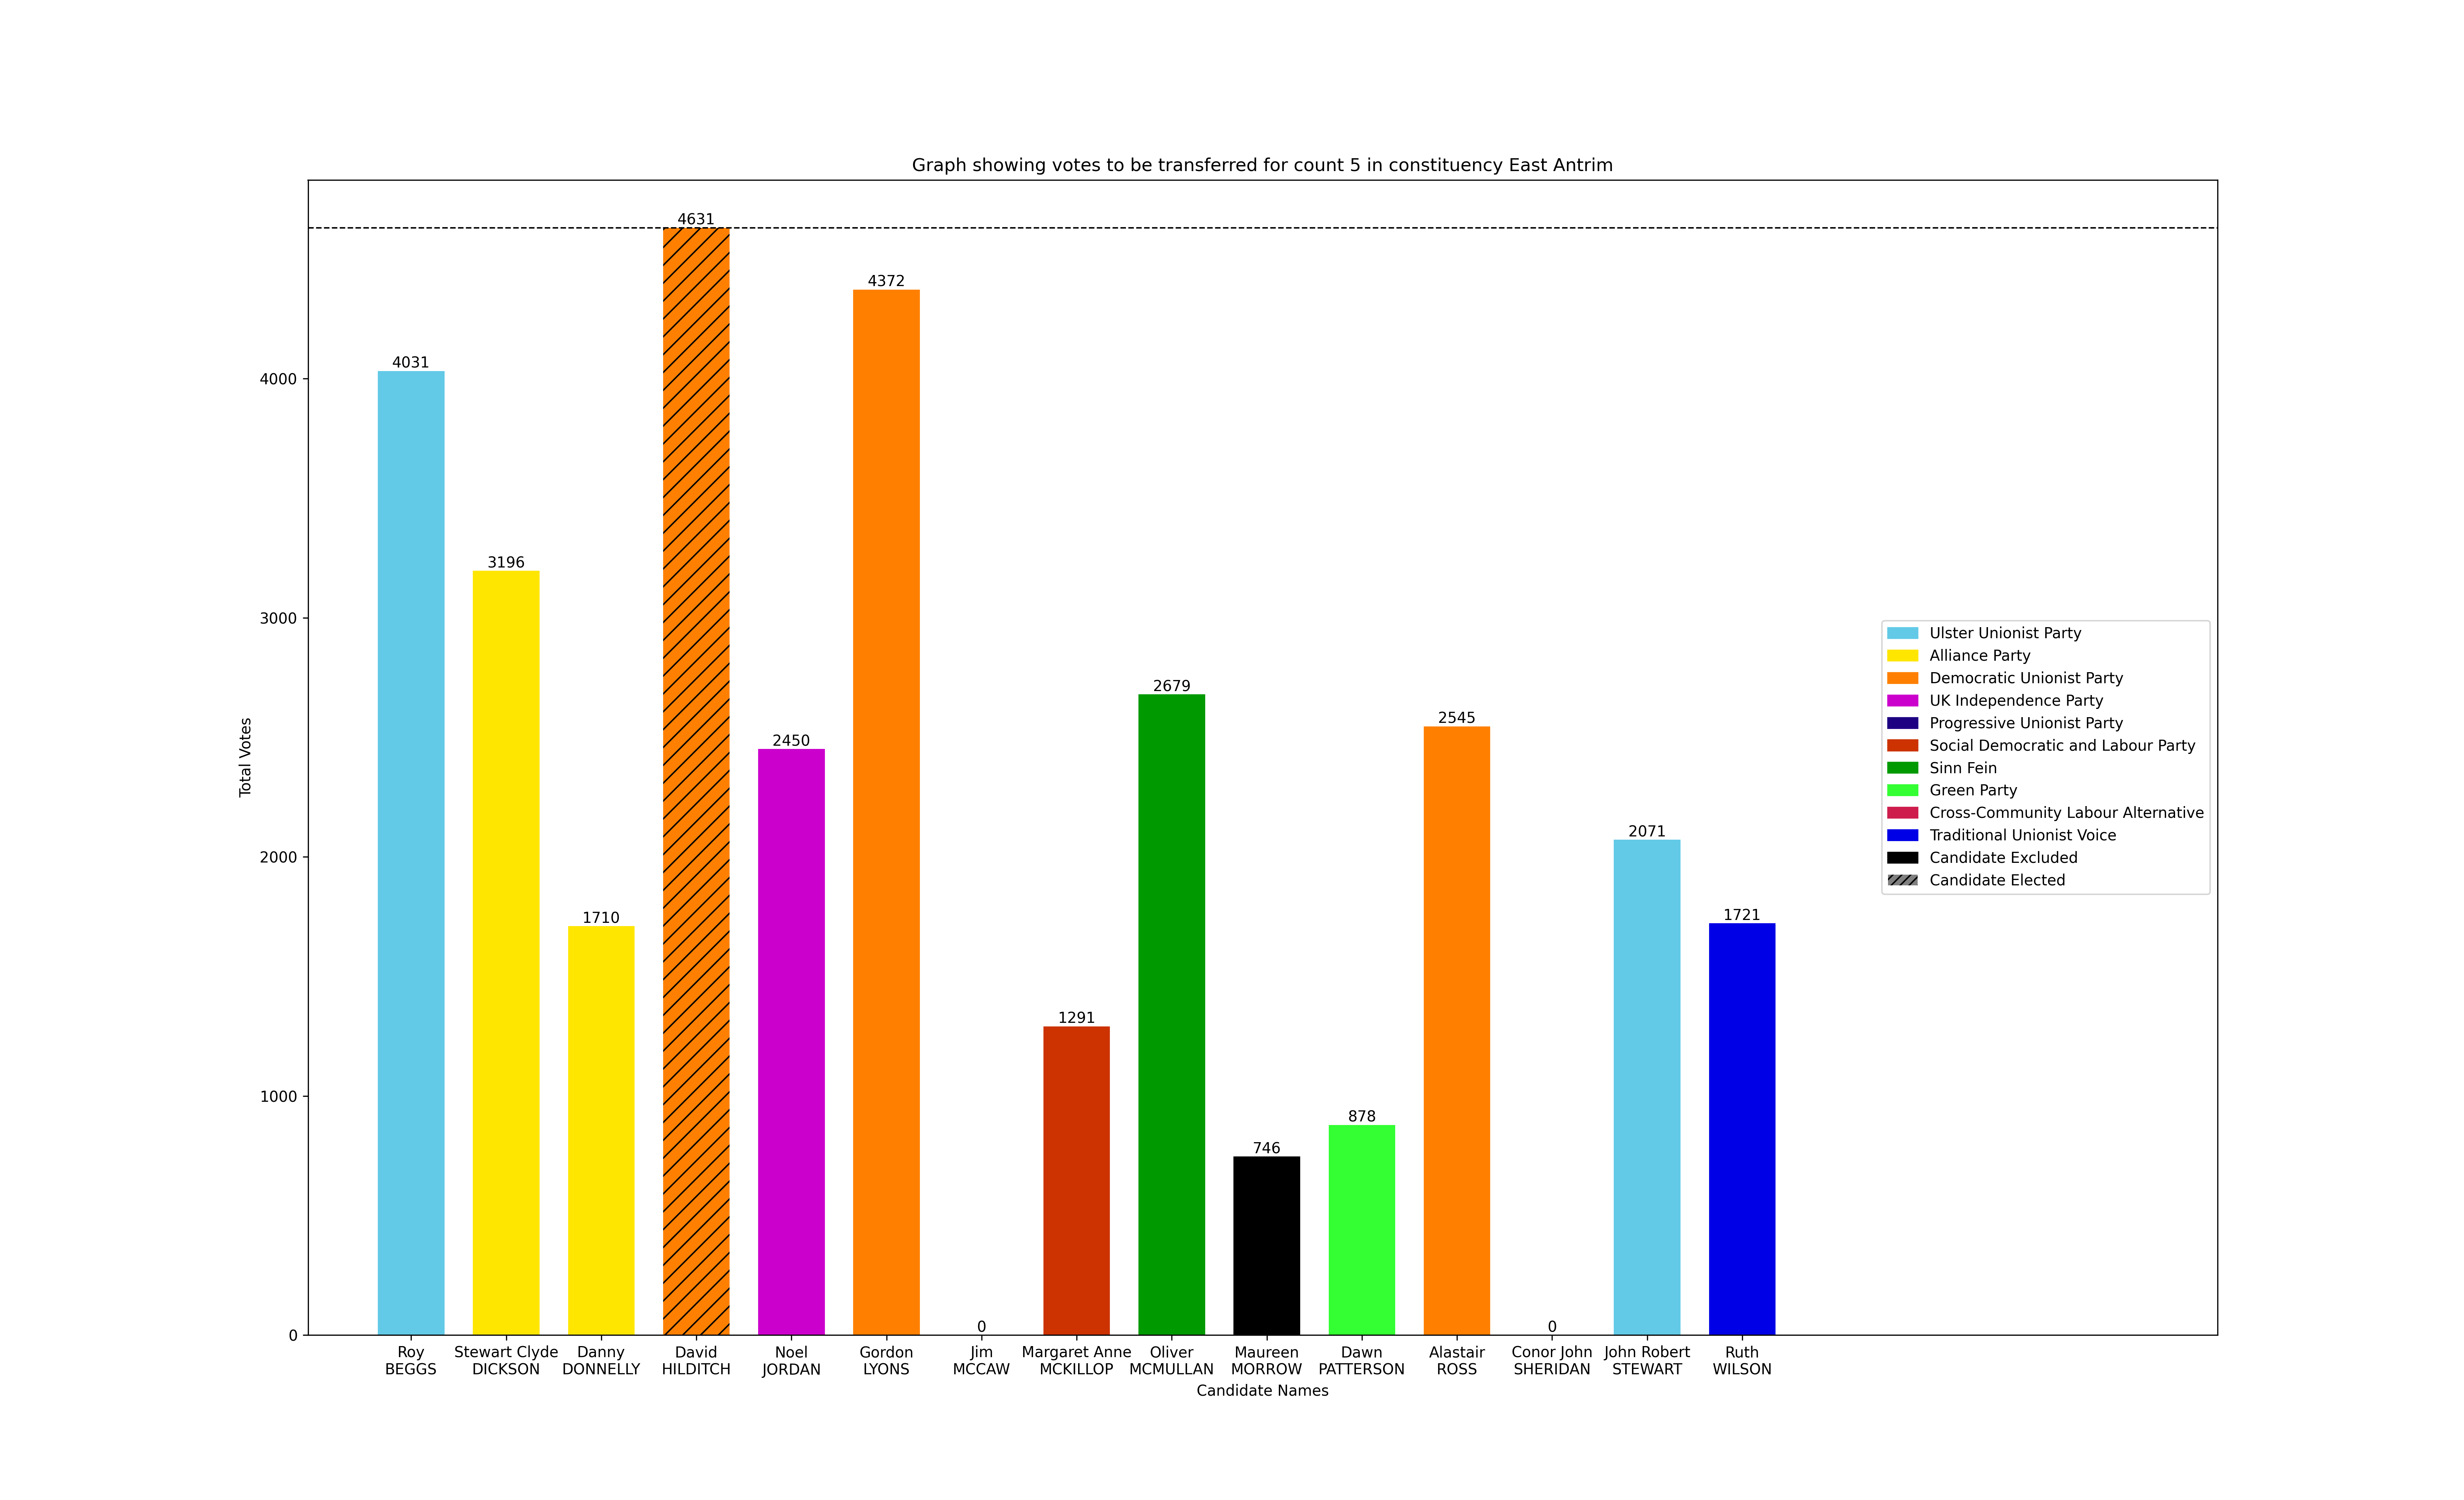 Graph showing votes to be transferred for count 5 in constituency East Antrim
Total Votes
4000
3000
2000
1000
0
4031
3196
1710
4631
2450
4372
0
1291
2679
746
878
2545
0
2071
1721
Roy
BEGGS
Stewart Clyde
DICKSON
Danny
DONNELLY
David
HILDITCH
Noel
JORDAN
Gordon
LYONS
Jim
MCCAW
Margaret Anne
MCKILLOP
Oliver
MCMULLAN
Maureen
MORROW
Dawn
PATTERSON
Alastair
ROSS
Conor John
SHERIDAN
John Robert
STEWART
Ruth
WILSON
Candidate Names
Ulster Unionist Party
Alliance Party
Democratic Unionist Party
UK Independence Party
Progressive Unionist Party
Social Democratic and Labour Party
Sinn Fein
Green Party
Cross-Community Labour Alternative
Traditional Unionist Voice
Candidate Excluded
Candidate Elected